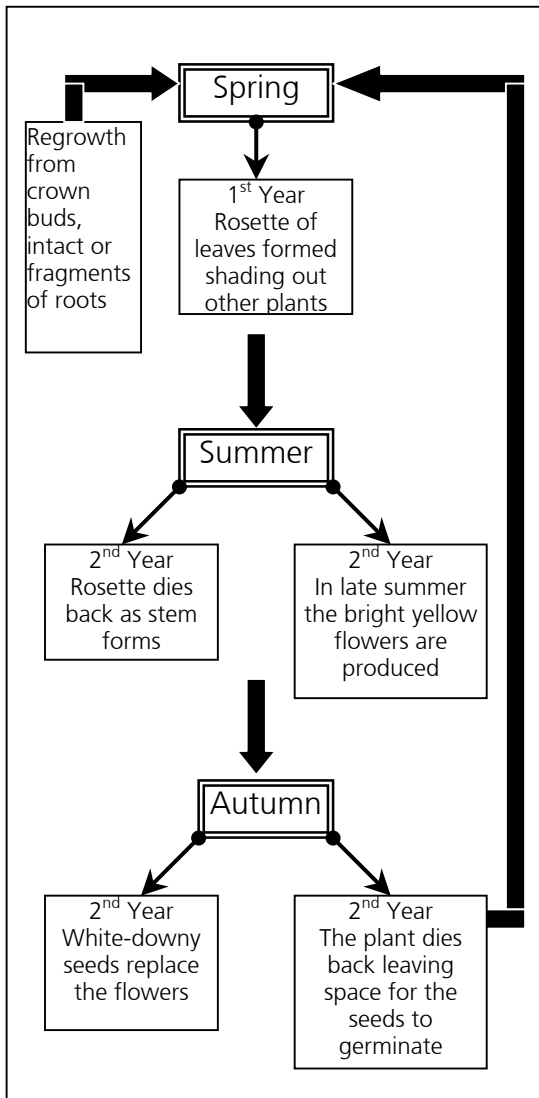 Spring
Regrowth
from
crown
buds,
intact or
fragments
of roots
1st Year
Rosette of
leaves formed
shading out
other plants
Summer
2nd Year
Rosette dies
back as stem
forms
2nd Year
In late summer
the bright yellow
flowers are
produced
Autumn
2nd Year
White-downy
seeds replace
the flowers
2nd Year
The plant dies
back leaving
space for the
seeds to
germinate